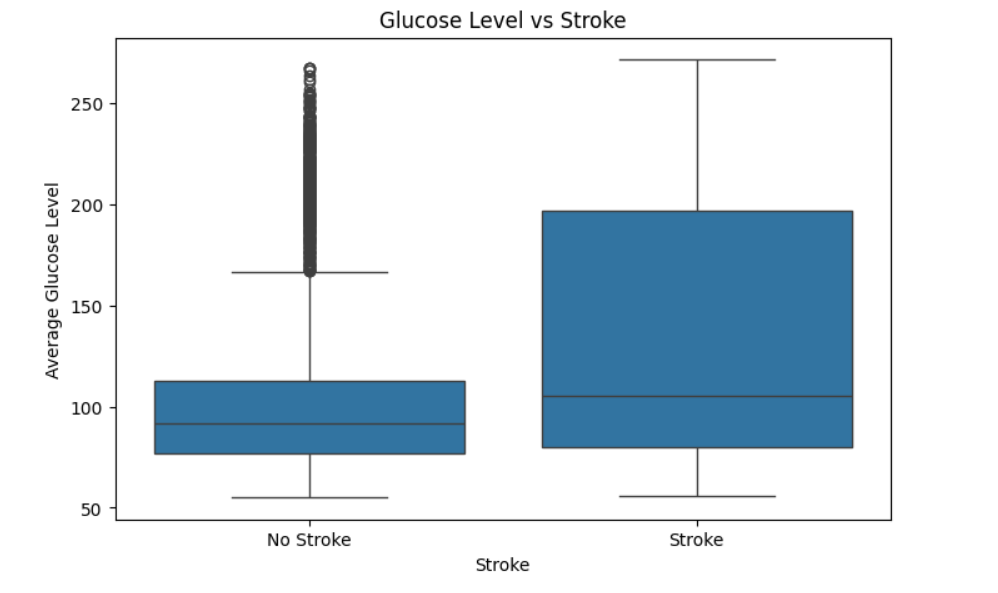 Glucose Level vs Stroke
Average Glucose Level
250
200
150
100
50
No Stroke
Stroke
Stroke